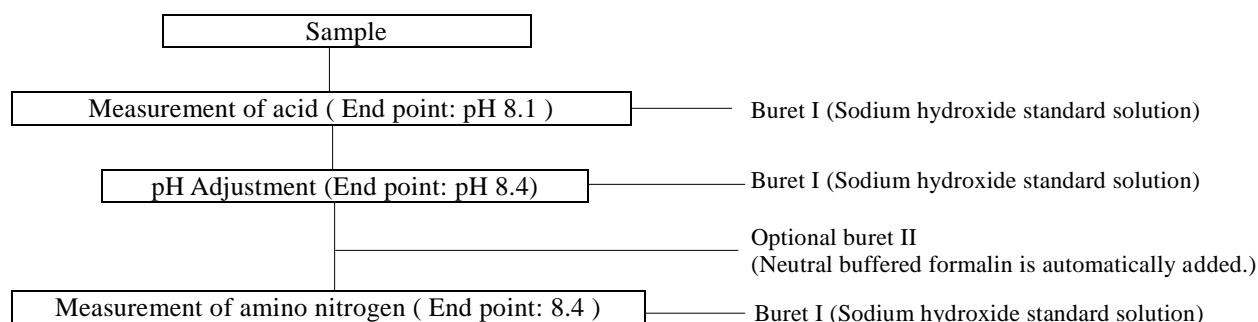 Sample
Measurement of acid ( End point: pH 8.1 )
Buret I (Sodium hydroxide standard solution)
pH Adjustment (End point: pH 8.4)
Buret I (Sodium hydroxide standard solution)
Optional buret II
(Neutral buffered formalin is automatically added.)
Measurement of amino nitrogen ( End point: 8.4 )
Buret I (Sodium hydroxide standard solution)